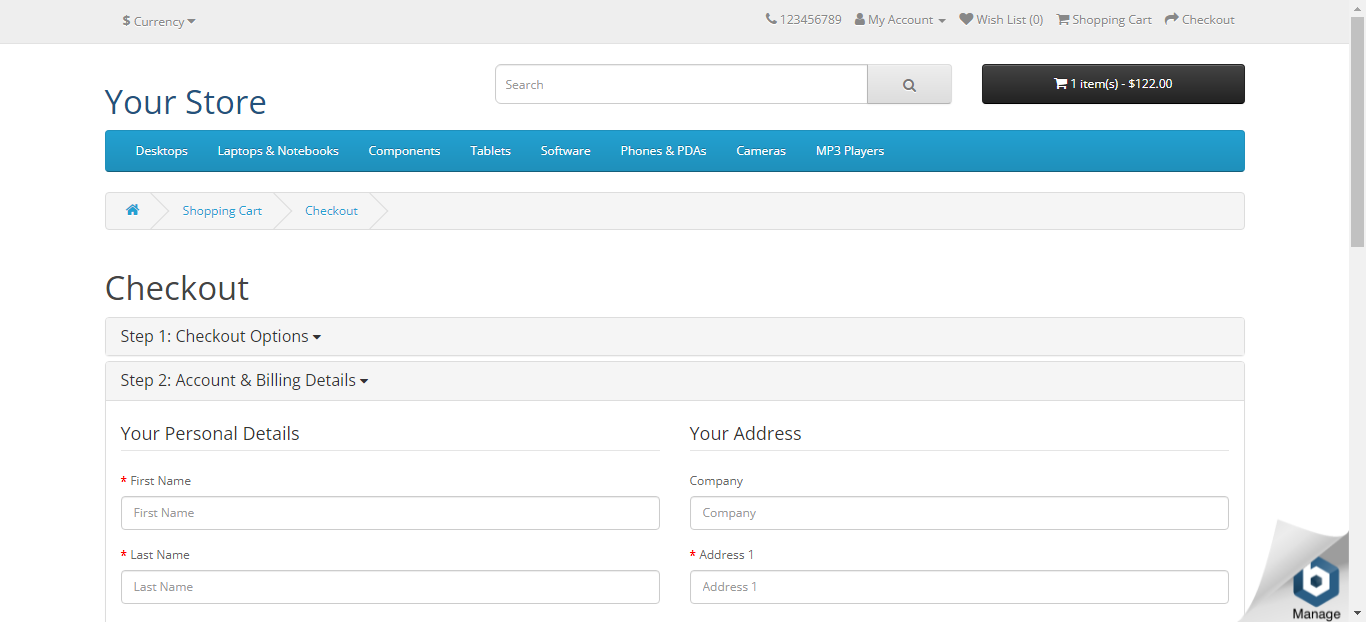 $ Currency
123456789 My Account Wish List (0) Shopping Cart Checkout
Your Store
Search
1 item(s) - $122.00
Desktops Laptops & Notebooks Components Tablets Software Phones & PDAs Cameras MP3 Players
Shopping Cart Checkout
Checkout
Step 1: Checkout Options
Step 2: Account & Billing Details
Your Personal Details
* First Name
First Name
* Last Name
Last Name
Your Address
Company
Company
* Address 1
Address 1
Manage